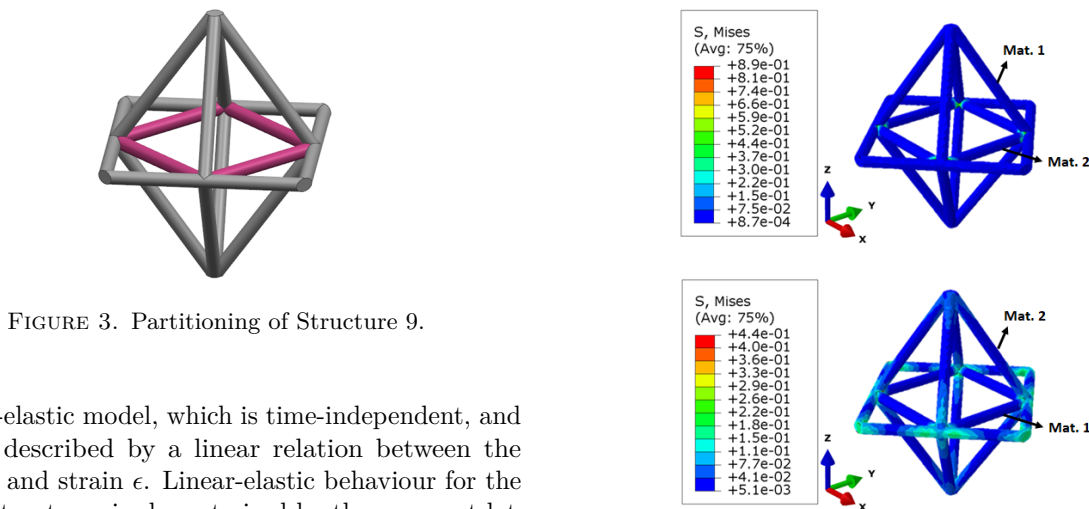 FIGURE 3. Partitioning of Structure 9.
-elastic model, which is time-independent, and
described by a linear relation between the
and strain ϵ. Linear-elastic behaviour for the
S, Mises
(Avg: 75%)
+8.9e-01
+8.1e-01
+7.4e-01
+6.6e-01
+5.9e-01
+5.2e-01
+4.4e-01
+3.7e-01
+3.0e-01
+2.2e-01
+1.5e-01
+7.5e-02
+8.7e-04
Mat. 1
Mat. 2
Z
Y
X
S, Mises
(Avg: 75%)
+4.4e-01
+4.0e-01
+3.6e-01
+3.3e-01
+2.9e-01
+2.6e-01
+2.2e-01
+1.8e-01
+1.5e-01
+1.1e-01
+7.7e-02
+4.1e-02
+5.1e-03
Mat. 2
Mat. 1
Z
Y
X